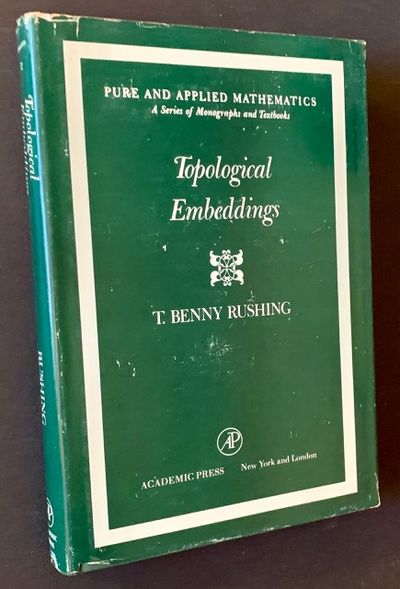 PURE AND APPLIED MATHEMATICS
A Series of Monographs and Textbooks
Topological
Embeddings
T. BENNY RUSHING
AP
ACADEMIC PRESS New York and London
Topological
Embeddings
RUSHING